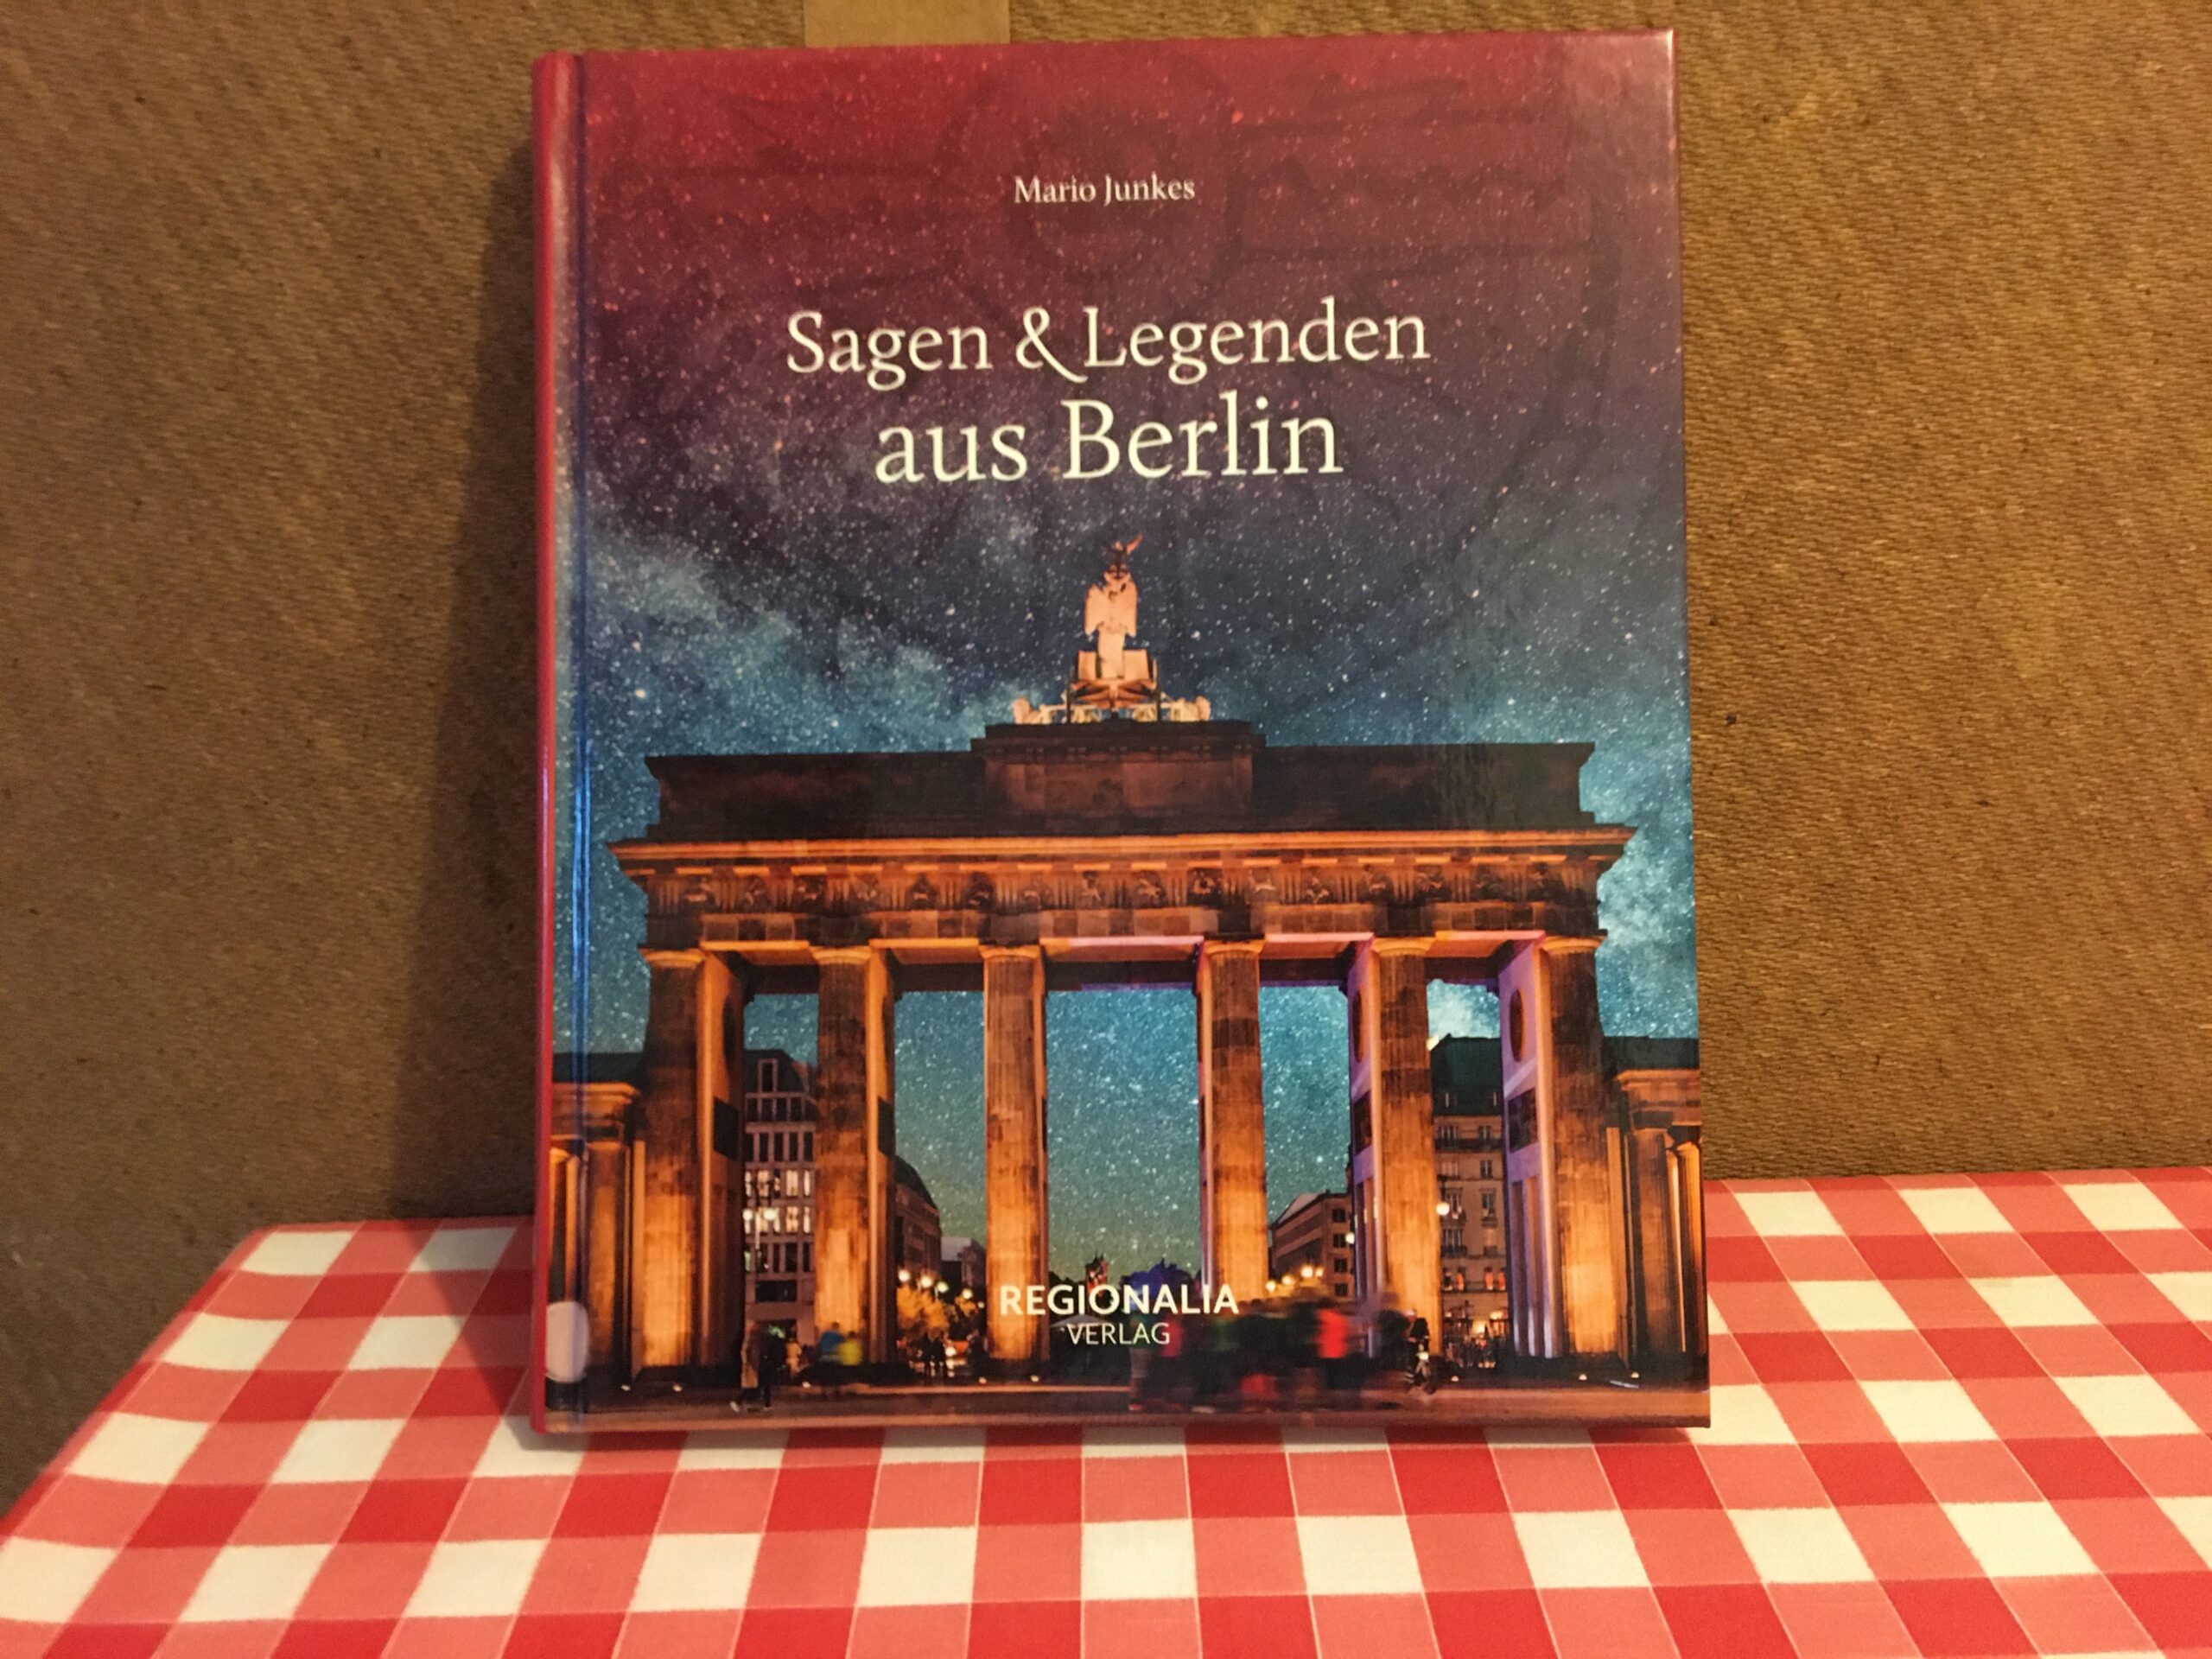 Mario Junkes
Sagen & Legenden
aus Berlin
REGIONALIA
VERLAG